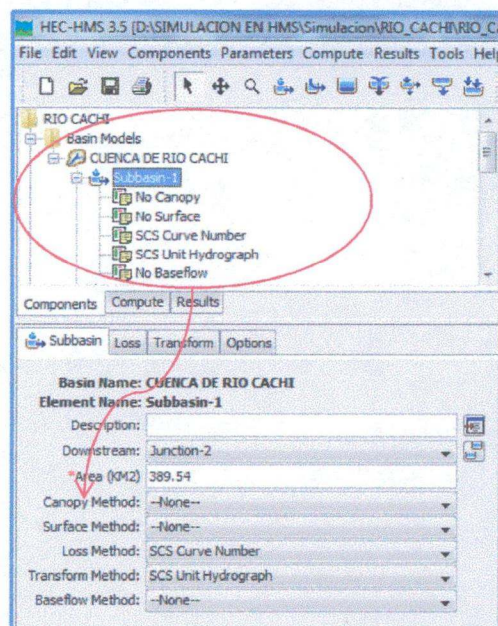 HEC-HMS 3.5 [D:\SIMULACION EN HMS\Simulacion\RIO_CACHI\RIO_CA
File Edit View Components Parameters Compute Results Tools Help
RIO CACHI
Basin Models
CUENCA DE RIO CACHI
Subbasin-1
No Canopy
No Surface
SCS Curve Number
SCS Unit Hydrograph
No Baseflow
Components Compute Results
Subbasin Loss Transform Options
Basin Name: CUENCA DE RIO CACHI
Element Name: Subbasin-1
Description:
Downstream: Junction-2
*Area (KM2) 389.54
Canopy Method: --None--
Surface Method: --None--
Loss Method: SCS Curve Number
Transform Method: SCS Unit Hydrograph
Baseflow Method: --None--